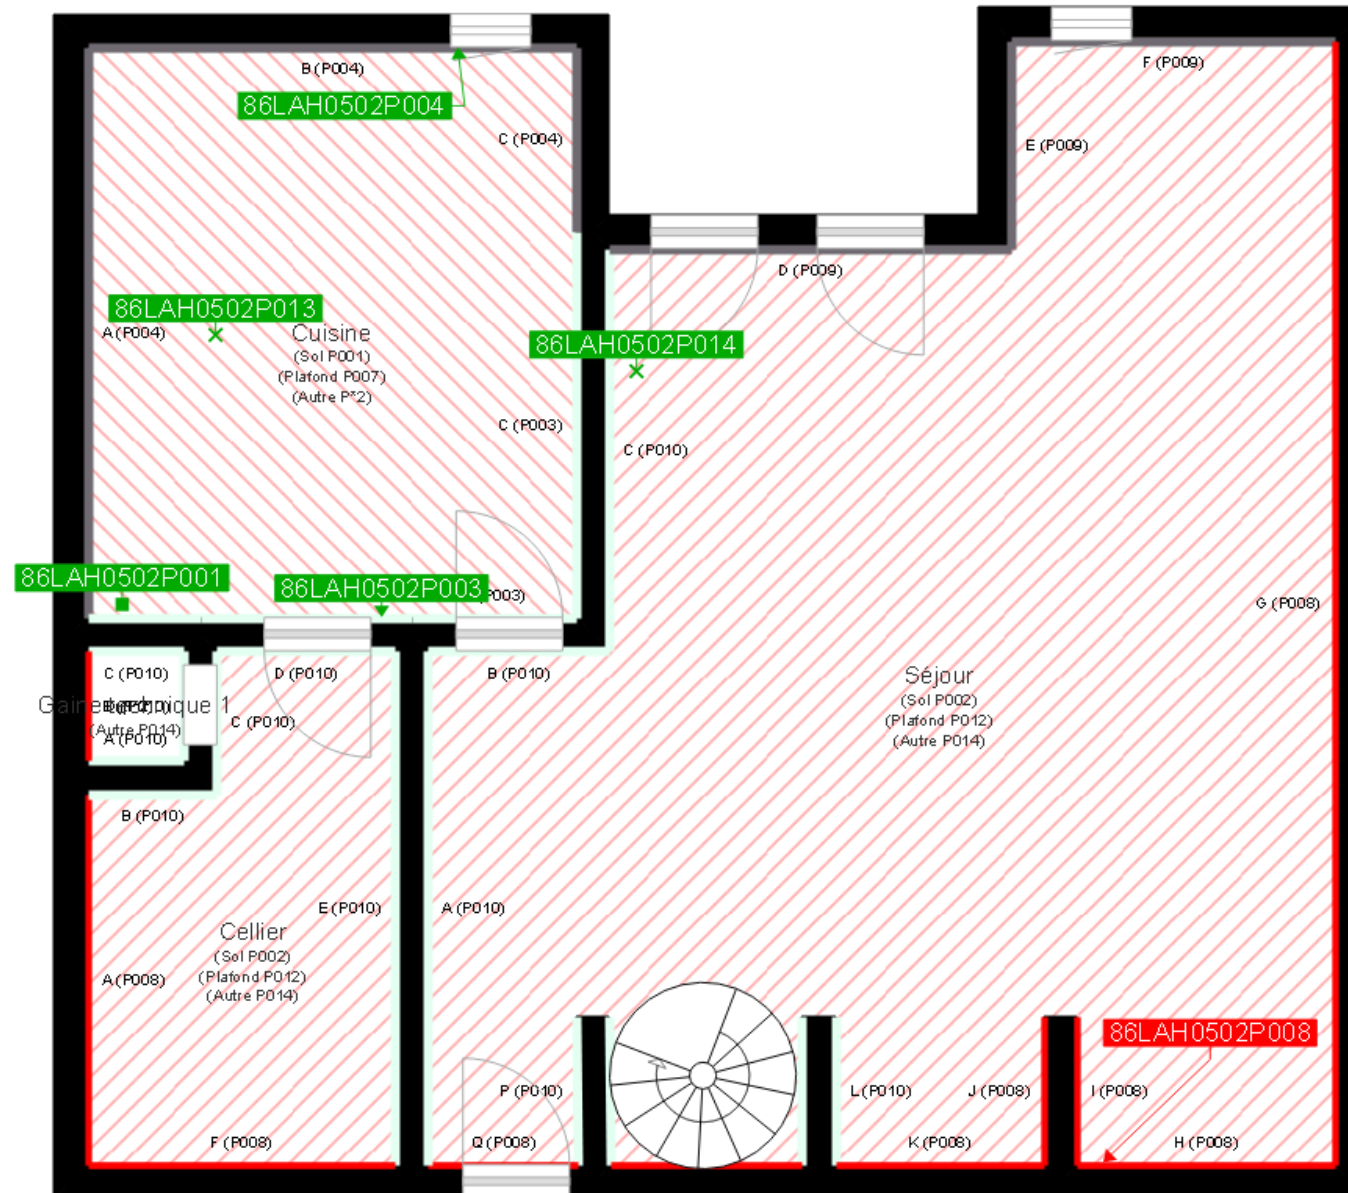 F (P009)
B (P004)
86LAH0502P004
C (P004)
E (P009)
D (P009)
86LAH0502P013
A (P004)
Cuisine
(Sol P001)
(Plafond P007)
(Autre P*2)
86LAH0502P014
C (P003)
C (P010)
86LAH0502P001
86LAH0502P003
P003)
G (P008)
C (P010)
D (P010)
B (P010)
Séjour
(Sol P002)
(Plafond P012)
(Autre P014)
1
C (P010)
(Autre P014)
A (P010)
B (P010)
E (P010)
A (P010)
Cellier
(Sol P002)
(Plafond P012)
(Autre P014)
A (P008)
86LAH0502P008
P (P010)
L (P010)
J (P008)
I (P008)
F (P008)
Q (P008)
K (P008)
H (P008)